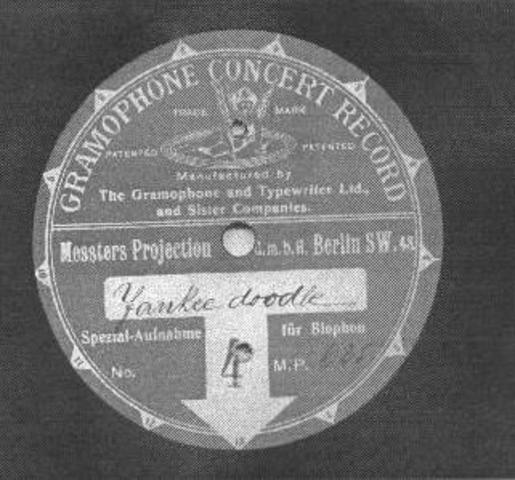 GRAMOPHONE CONCERT RECORD
TRADE MARK
PATENTED PATENTED
Manufactured by
The Gramophone and Typewriter Ltd.,
and Sister Companies.
Messters Projection G.m.b.H. Berlin SW. 48.
Yankee doodle
Spezial-Aufnahme für Biophon
No. M.P.